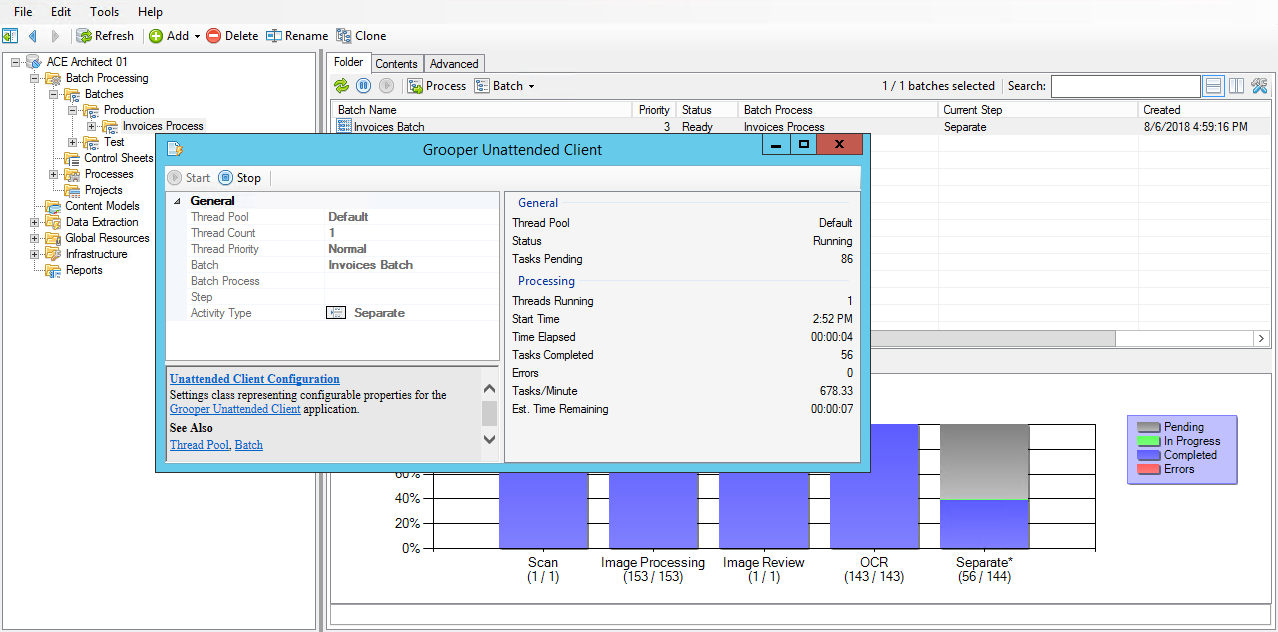 File Edit Tools Help
Refresh Add Delete Rename Clone
ACE Architect 01
Batch Processing
Batches
Production
Invoices Process
Test
Control Sheets
Processes
Projects
Content Models
Data Extraction
Global Resources
Infrastructure
Reports
Folder Contents Advanced
Process Batch 1 / 1 batches selected Search:
Batch Name Priority Status Batch Process Current Step Created
Invoices Batch 3 Ready Invoices Process Separate 8/6/2018 4:59:16 PM
Grooper Unattended Client
Start Stop
General
Thread Pool Default
Thread Count 1
Thread Priority Normal
Batch Invoices Batch
Batch Process
Step
Activity Type Separate
Unattended Client Configuration
Settings class representing configurable properties for the
Grooper Unattended Client application.
See Also
Thread Pool, Batch
General
Thread Pool Default
Status Running
Tasks Pending 86
Processing
Threads Running 1
Start Time 2:52 PM
Time Elapsed 00:00:04
Tasks Completed 56
Errors 0
Tasks/Minute 678.33
Est. Time Remaining 00:00:07
60%
40%
20%
0%
Scan Image Processing Image Review OCR Separate*
(1 / 1) (153 / 153) (1 / 1) (143 / 143) (56 / 144)
Pending
In Progress
Completed
Errors